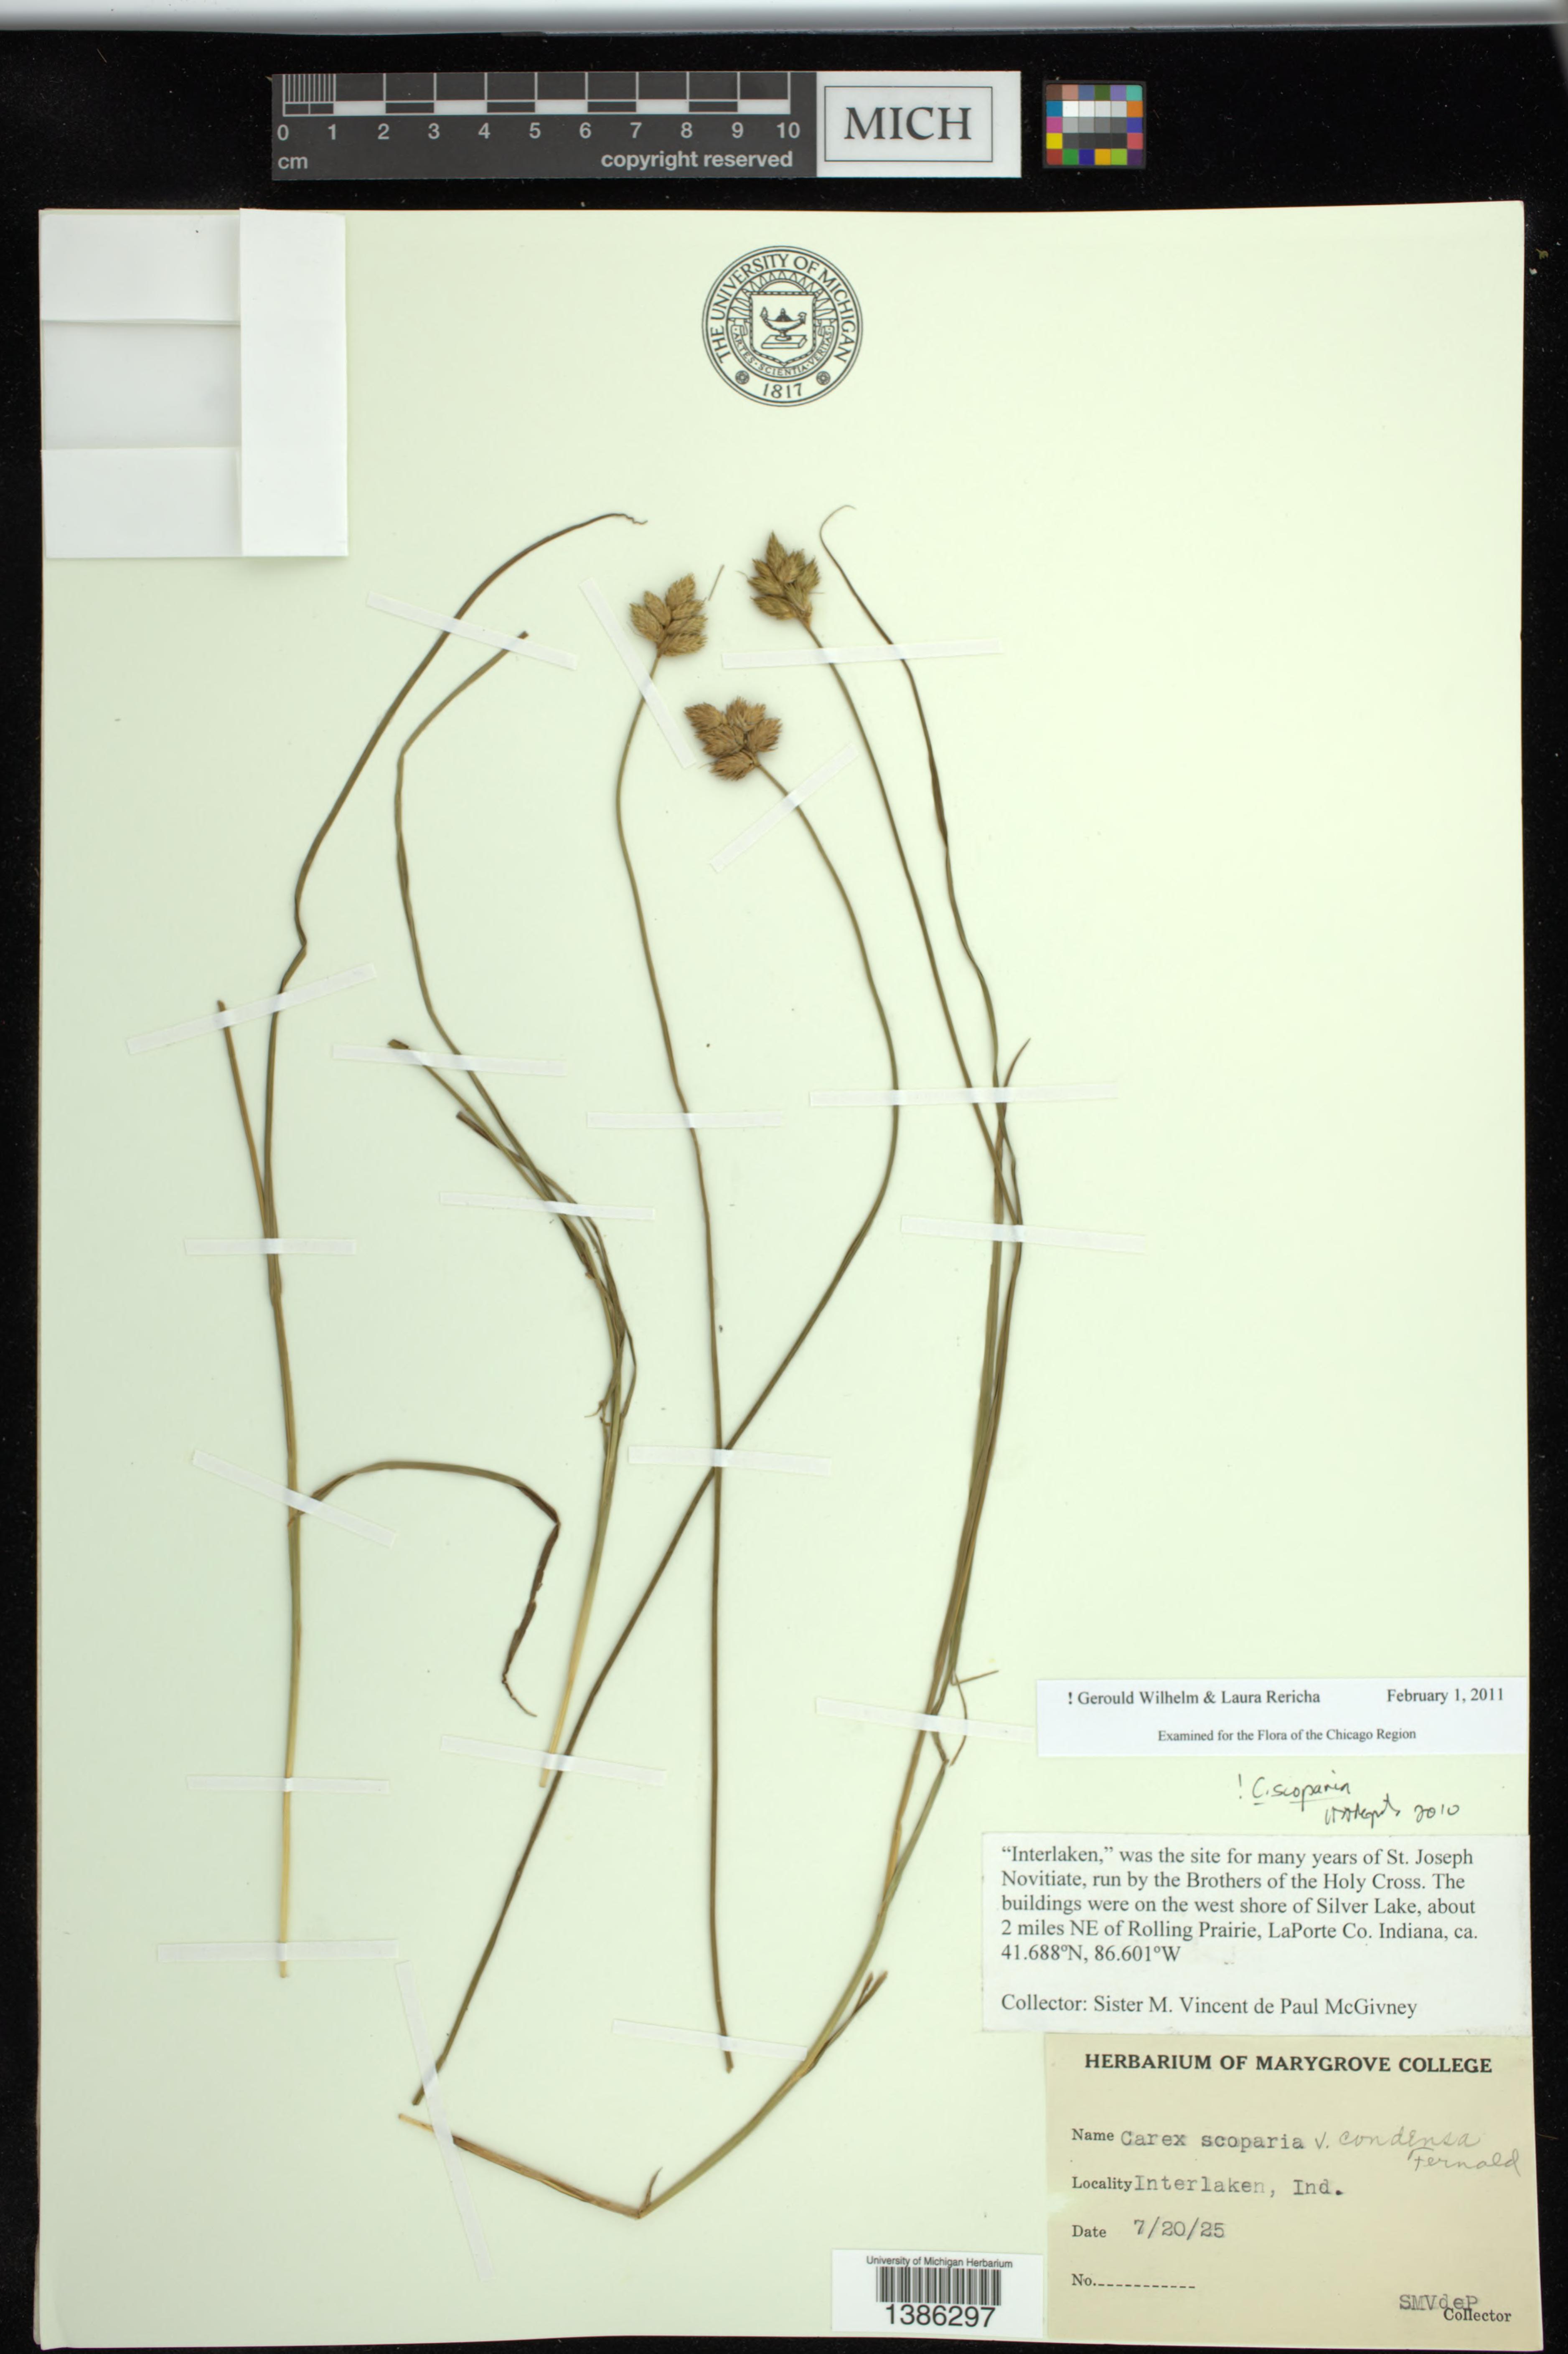 0 1 2 3 4 5 6 7 8 9 10
cm
copyright reserved
MICH
THE UNIVERSITY OF MICHIGAN
ARTES · SCIENTIA · VERITAS
1817
! Gerould Wilhelm & Laura Rericha February 1, 2011
Examined for the Flora of the Chicago Region
! C. scoparia
2010
“Interlaken,” was the site for many years of St. Joseph
Novitiate, run by the Brothers of the Holy Cross. The
buildings were on the west shore of Silver Lake, about
2 miles NE of Rolling Prairie, LaPorte Co. Indiana, ca.
41.688ºN, 86.601ºW
Collector: Sister M. Vincent de Paul McGivney
HERBARIUM OF MARYGROVE COLLEGE
Name Carex scoparia v. condensa
Fernald
Locality Interlaken, Ind.
Date 7/20/25
No.
SMVdeP
Collector
University of Michigan Herbarium
1386297